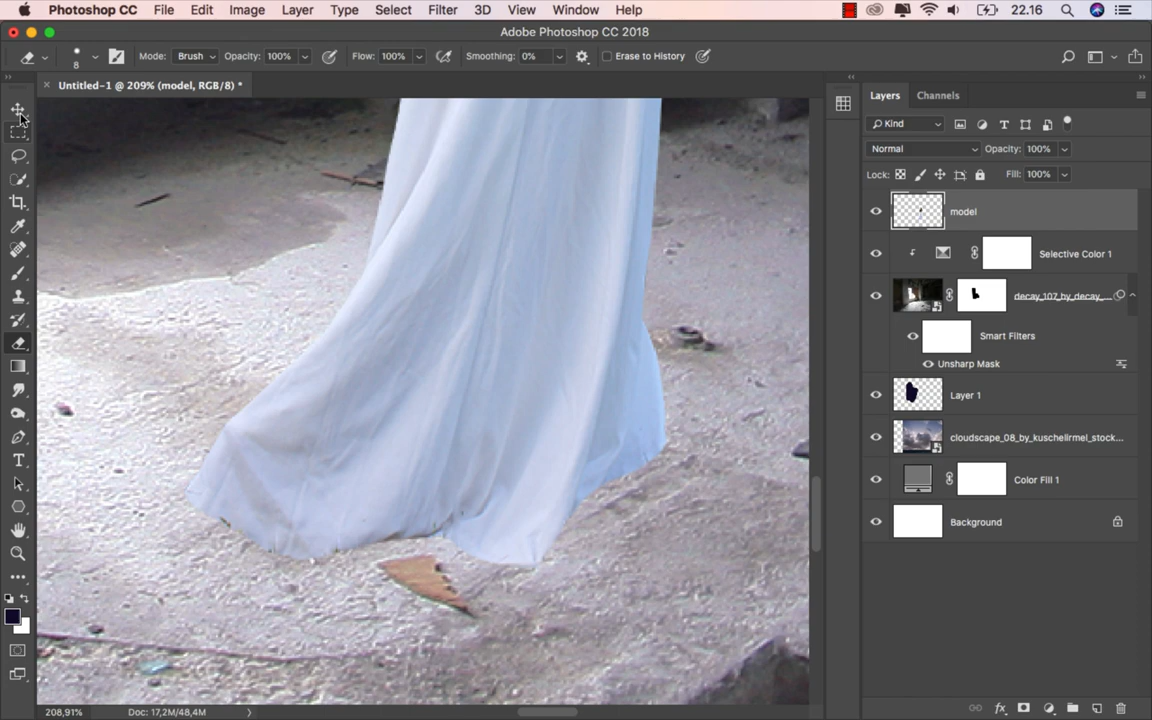 Photoshop CC File Edit Image Layer Type Select Filter 3D View Window Help 22.16
Adobe Photoshop CC 2018
8 Mode: Brush Opacity: 100% Flow: 100% Smoothing: 0% Erase to History
Untitled-1 @ 209% (model, RGB/8) *
Layers Channels
Kind
Normal Opacity: 100%
Lock: Fill: 100%
model
Selective Color 1
decay_107_by_decay_...
Smart Filters
Unsharp Mask
Layer 1
cloudscape_08_by_kuschelirmel_stock...
Color Fill 1
Background
208,91% Doc: 17,2M/48,4M